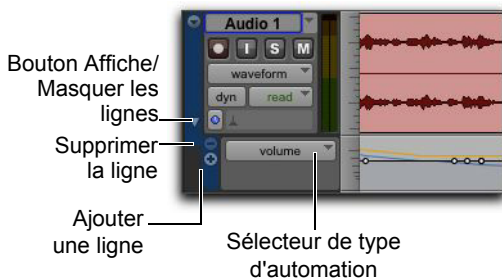 Audio 1
I S M
waveform
dyn read
volume
Bouton Affiche/
Masquer les
lignes
Supprimer
la ligne
Ajouter
une ligne
Sélecteur de type
d'automation